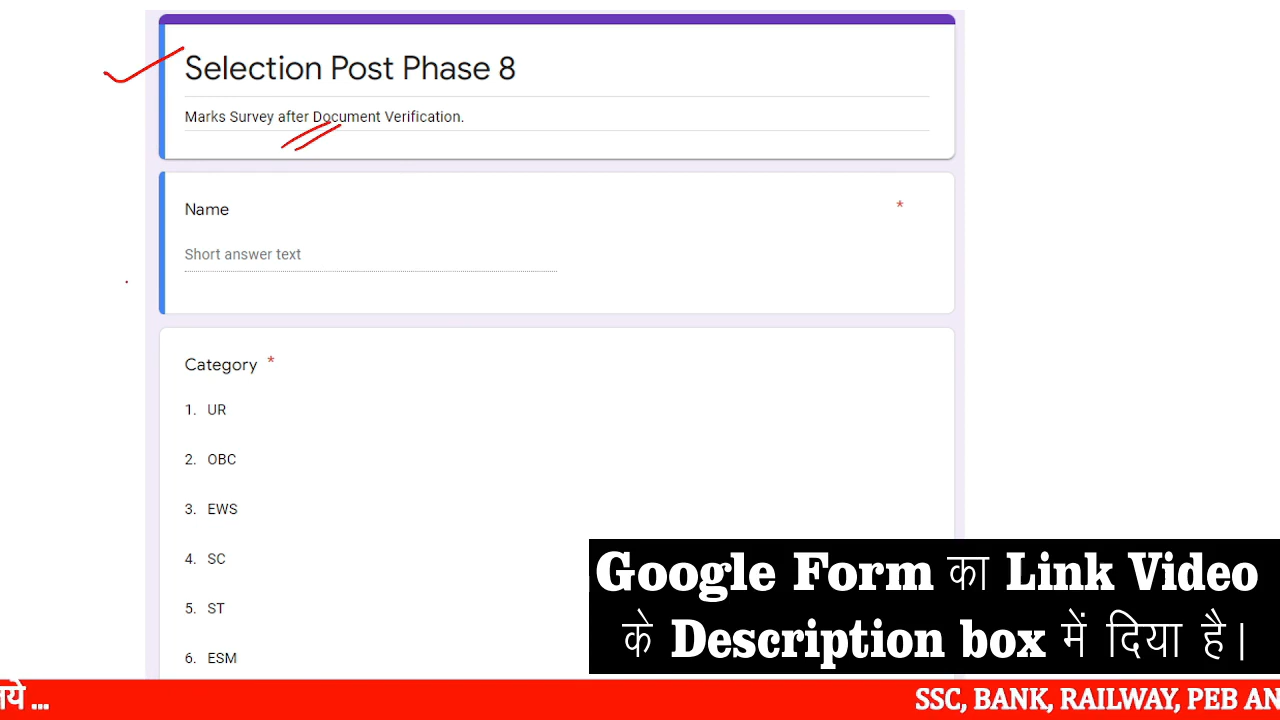 Selection Post Phase 8
Marks Survey after Document Verification.
Name *
Short answer text
Category *
1. UR
2. OBC
3. EWS
4. SC
5. ST
6. ESM
Google Form का Link Video
के Description box में दिया है|
... SSC, BANK, RAILWAY, PEB AN